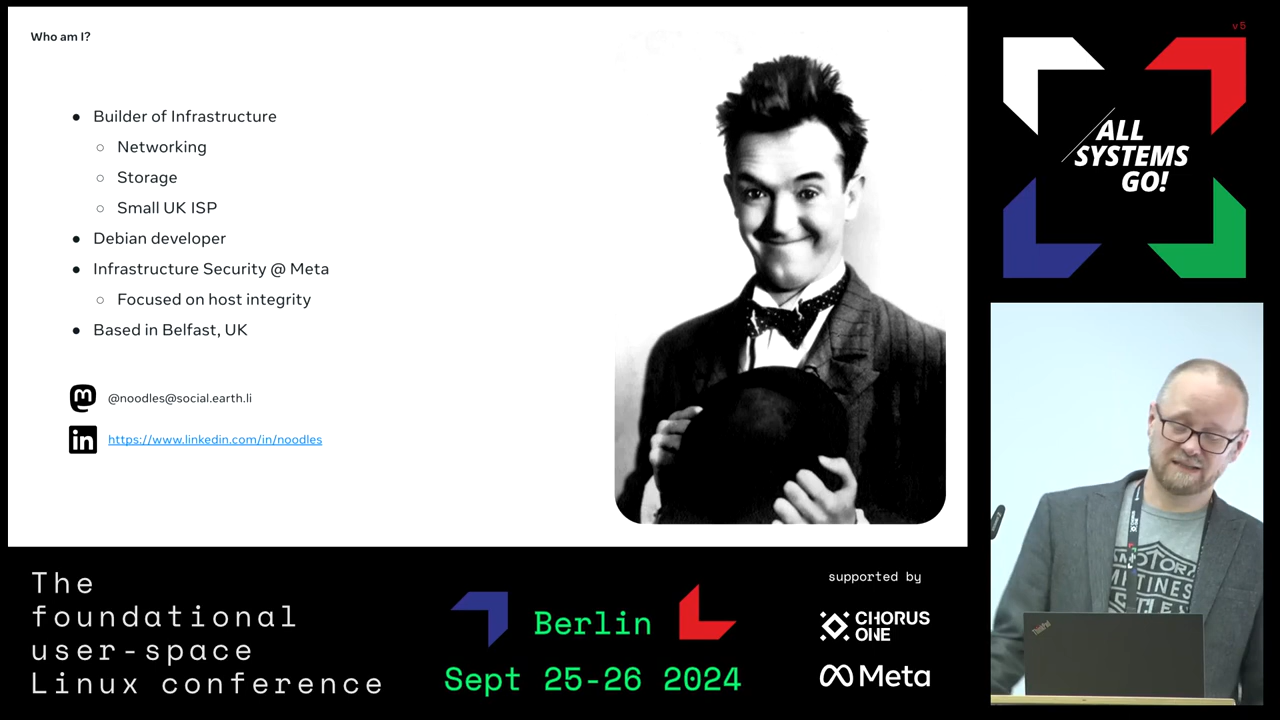 Who am I?
● Builder of Infrastructure
○ Networking
○ Storage
○ Small UK ISP
● Debian developer
● Infrastructure Security @ Meta
○ Focused on host integrity
● Based in Belfast, UK
@noodles@social.earth.li
in
https://www.linkedin.com/in/noodles
v5
ALL
SYSTEMS
GO!
ThinkPad
The
foundational
user-space
Linux conference
Berlin
Sept 25-26 2024
supported by
CHORUS
ONE
Meta